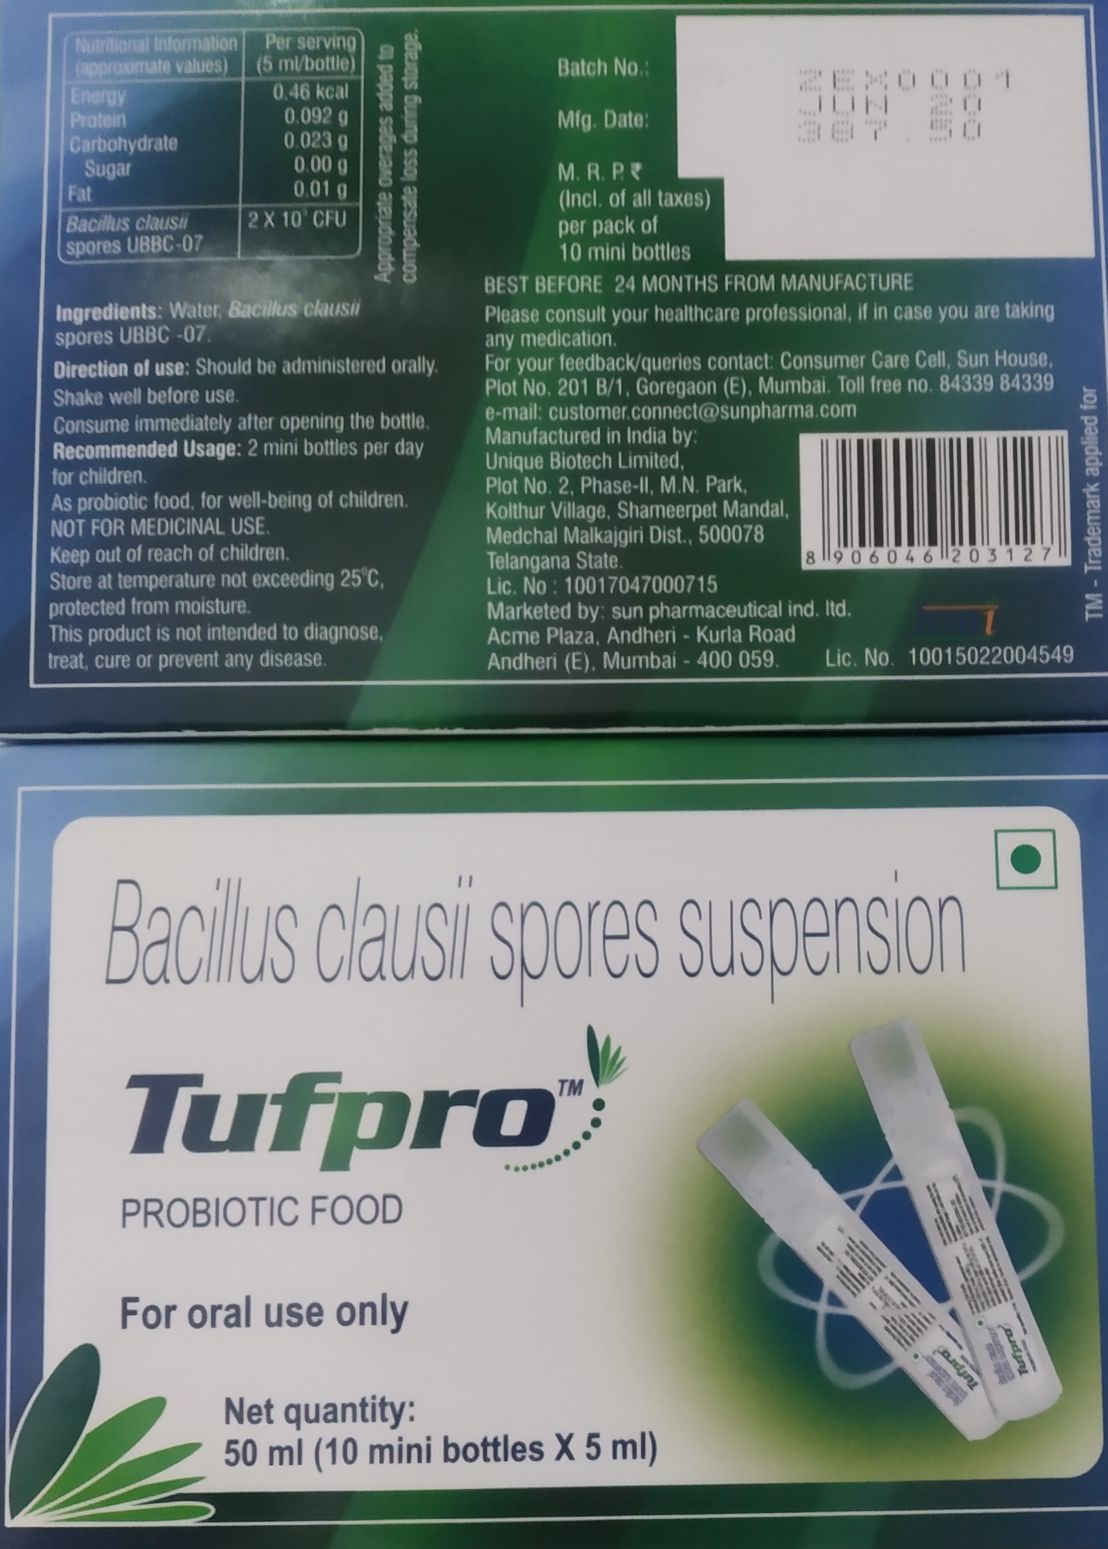 Nutritional Information Per serving
(approximate values) (5 ml/bottle)
Energy 0.46 kcal
Protein 0.092 g
Carbohydrate 0.023 g
Sugar 0.00 g
Fat 0.01 g
Bacillus clausii 2 X 10 CFU
spores UBBC-07
Appropriate overages added to
compensate loss during storage.
Ingredients: Water, Bacillus clausii
spores UBBC -07.
Direction of use: Should be administered orally.
Shake well before use.
Consume immediately after opening the bottle.
Recommended Usage: 2 mini bottles per day
for children.
As probiotic food, for well-being of children.
NOT FOR MEDICINAL USE.
Keep out of reach of children.
Store at temperature not exceeding 25°C,
protected from moisture.
This product is not intended to diagnose,
treat, cure or prevent any disease.
Batch No.: ZEX0001
Mfg. Date: JUN 20
M. R. P. ₹ 367.50
(Incl. of all taxes)
per pack of
10 mini bottles
BEST BEFORE 24 MONTHS FROM MANUFACTURE
Please consult your healthcare professional, if in case you are taking
any medication.
For your feedback/queries contact: Consumer Care Cell, Sun House,
Plot No. 201 B/1, Goregaon (E), Mumbai. Toll free no. 84339 84339
e-mail: customer.connect@sunpharma.com
Manufactured in India by:
Unique Biotech Limited,
Plot No. 2, Phase-II, M.N. Park,
Kolthur Village, Shameerpet Mandal,
Medchal Malkajgiri Dist., 500078
Telangana State.
Lic. No : 10017047000715
Marketed by: sun pharmaceutical ind. ltd.
Acme Plaza, Andheri - Kurla Road
Andheri (E), Mumbai - 400 059.
8 906046 203127
Lic. No. 10015022004549
TM - Trademark applied for
Bacillus clausii spores suspension
Tufpro™
PROBIOTIC FOOD
For oral use only
Net quantity:
50 ml (10 mini bottles X 5 ml)
Tufpro
Tufpro